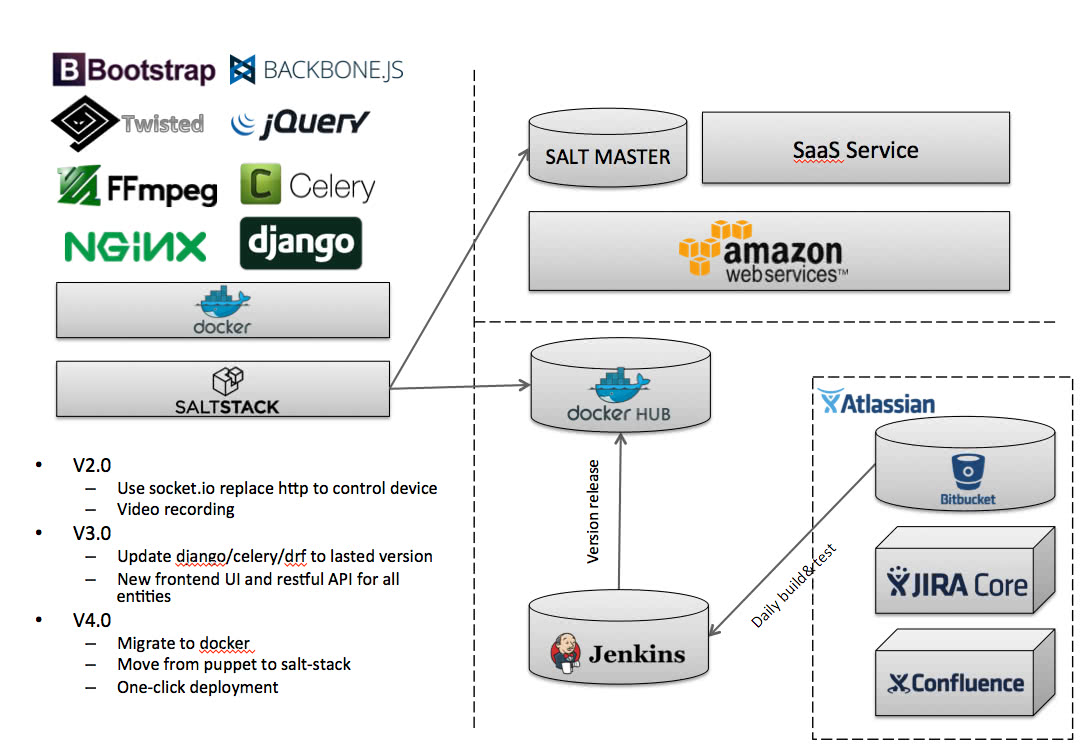 B Bootstrap
BACKBONE.JS
Twisted
jQuery
FFmpeg
C Celery
NGINX
django
docker
SALTSTACK
• V2.0
– Use socket.io replace http to control device
– Video recording
• V3.0
– Update django/celery/drf to lasted version
– New frontend UI and restful API for all
entities
• V4.0
– Migrate to docker
– Move from puppet to salt-stack
– One-click deployment
SALT MASTER
SaaS Service
amazon
webservices™
docker HUB
Version release
Jenkins
Daily build&test
Atlassian
Bitbucket
JIRA Core
Confluence